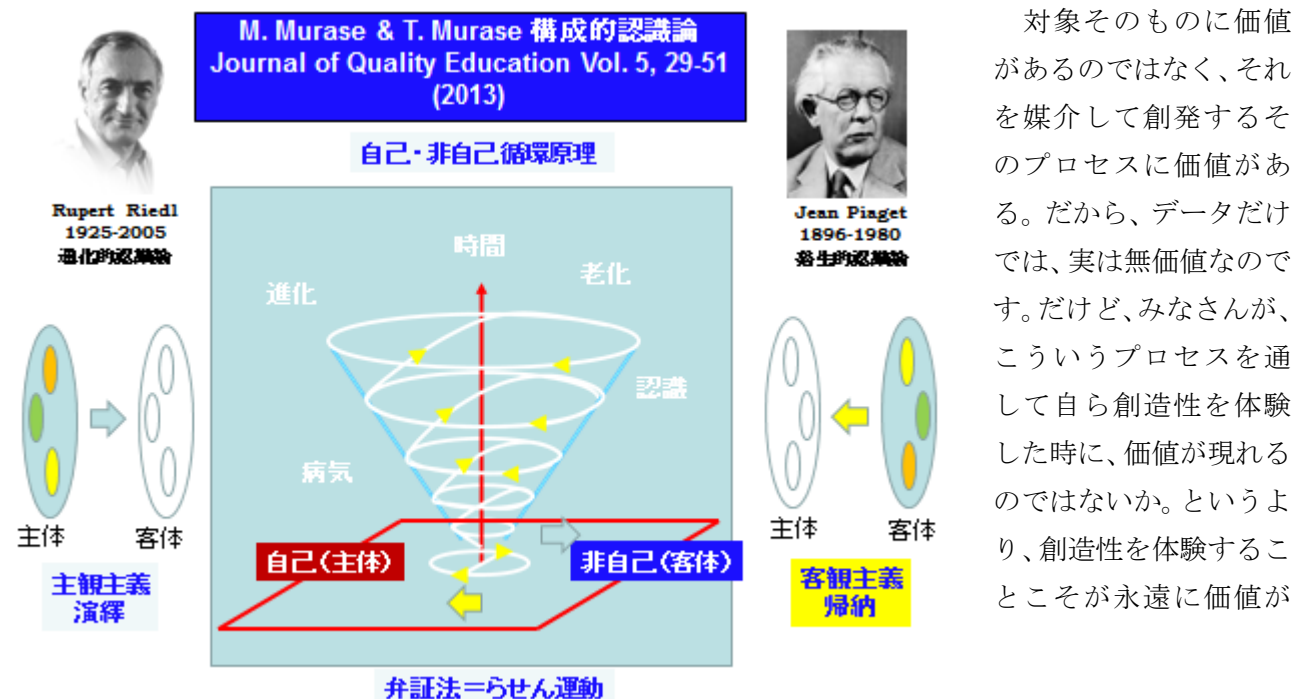 M. Murase & T. Murase 構成的認識論
Journal of Quality Education Vol. 5, 29-51
(2013)
自己・非自己循環原理
Rupert Riedl
1925-2005
進化的認識論
Jean Piaget
1896-1980
発生的認識論
時間
進化
老化
認識
病気
自己(主体)
非自己(客体)
主体
客体
主観主義
演繹
主体
客体
客観主義
帰納
弁証法=らせん運動
対象そのものに価値
があるのではなく、それ
を媒介して創発するそ
のプロセスに価値があ
る。だから、データだけ
では、実は無価値なので
す。だけど、みなさんが、
こういうプロセスを通
して自ら創造性を体験
した時に、価値が現れる
のではないか。というよ
り、創造性を体験するこ
とこそが永遠に価値が